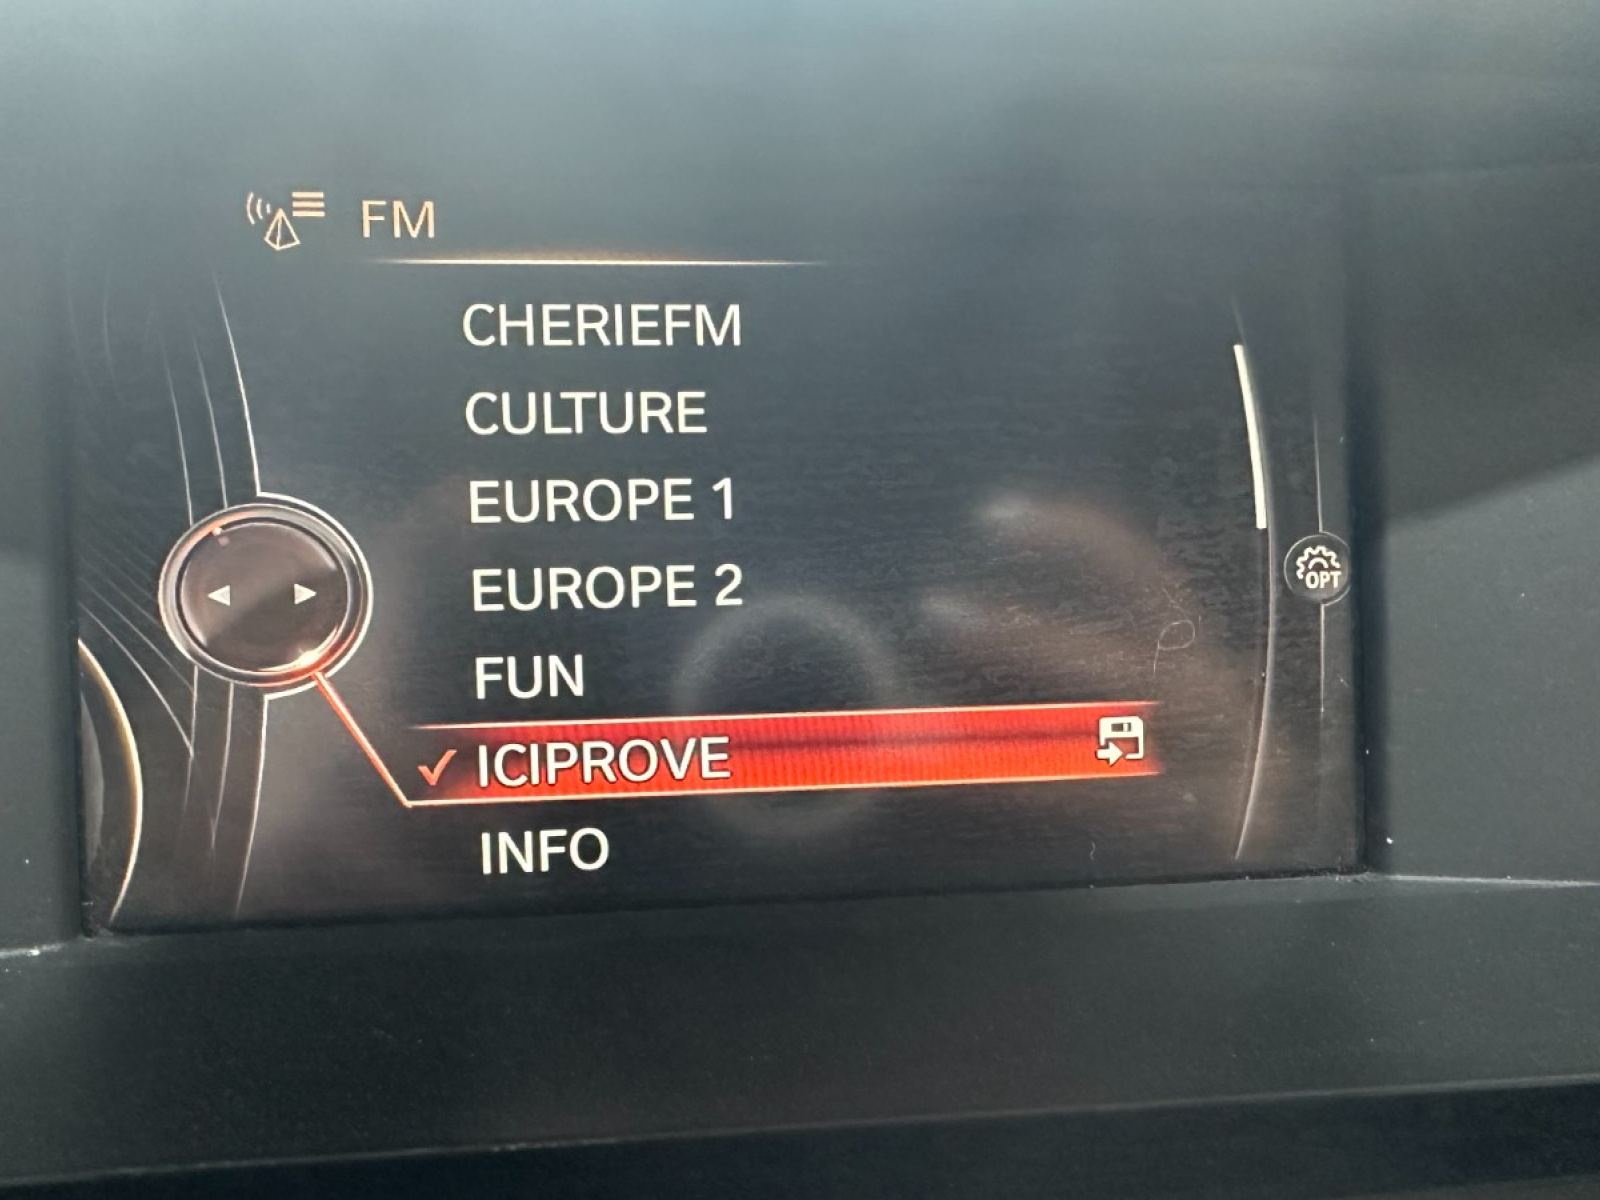 FM
CHERIEFM
CULTURE
EUROPE 1
EUROPE 2
FUN
ICIPROVE
INFO
OPT